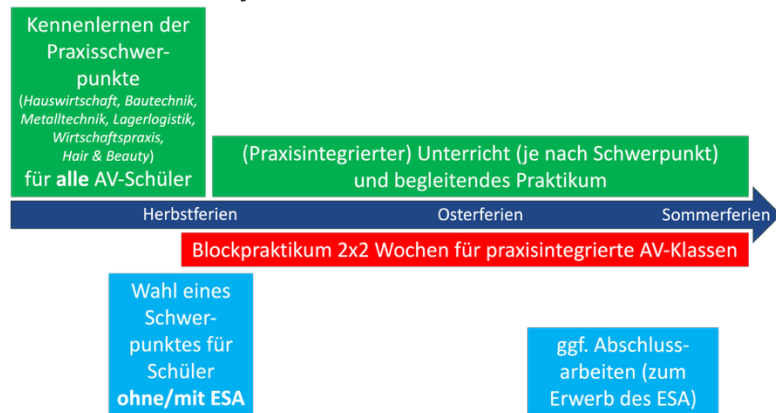 Kennenlernen der
Praxisschwer-
punkte
(Hauswirtschaft, Bautechnik,
Metalltechnik, Lagerlogistik,
Wirtschaftspraxis,
Hair & Beauty)
für alle AV-Schüler
(Praxisintegrierter) Unterricht (je nach Schwerpunkt)
und begleitendes Praktikum
Herbstferien
Osterferien
Sommerferien
Blockpraktikum 2x2 Wochen für praxisintegrierte AV-Klassen
Wahl eines
Schwer-
punktes für
Schüler
ohne/mit ESA
ggf. Abschluss-
arbeiten (zum
Erwerb des ESA)